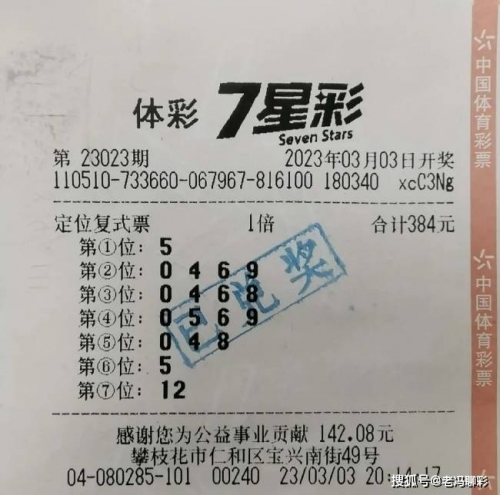 体彩 7星彩
Seven Stars
第 23023期 2023年03月03日开奖
110510-733660-067967-816100 180340 xcC3Ng
定位复式票 1倍 合计384元
第①位: 5
第②位: 0 4 6 9
第③位: 0 4 6 8
第④位: 0 5 6 9
第⑤位: 0 4 8
第⑥位: 5
第⑦位: 12
已兑奖
感谢您为公益事业贡献 142.08元
攀枝花市仁和区宝兴南街49号
04-080285-101 00240 23/03/03 20
中国体育彩票
中国体育彩票
搜狐号@老冯聊彩